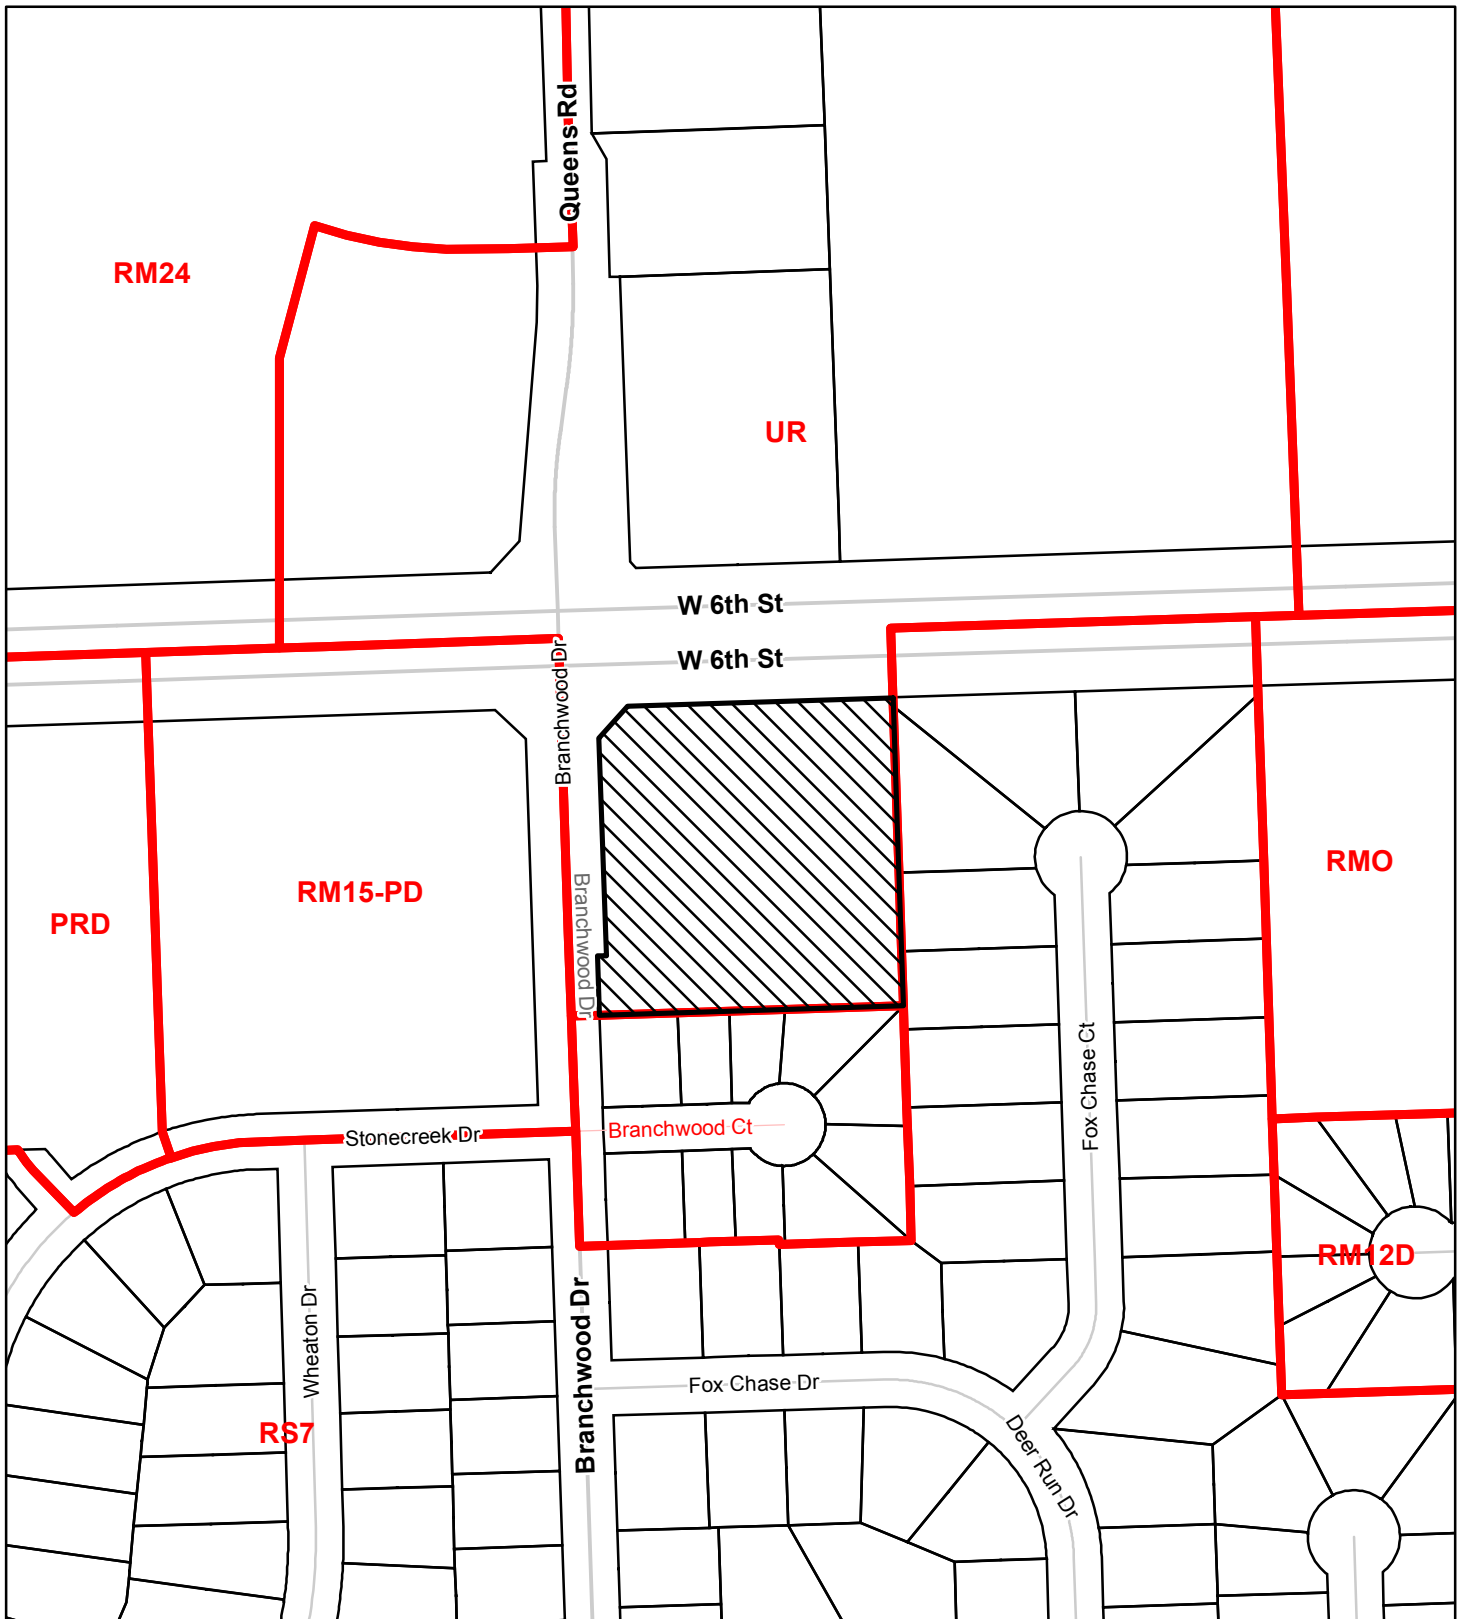 Queens Rd
RM24
UR
W 6th St
W 6th St
Branchwood Dr
RMO
RM15-PD
PRD
Branchwood Dr
Fox Chase Ct
Branchwood Ct
Stonecreek Dr
RM12D
Wheaton Dr
Branchwood Dr
Fox Chase Dr
RS7
Deer Run Dr